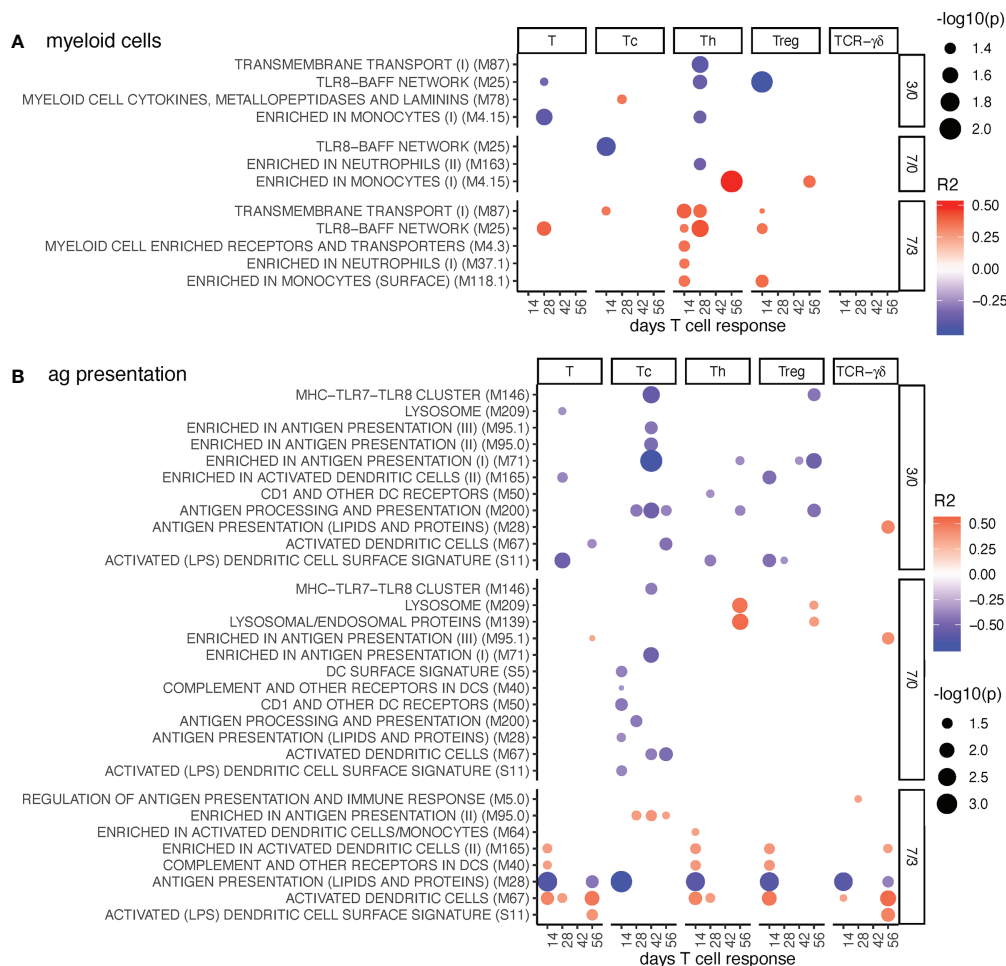 A myeloid cells
T Tc Th Treg TCR−γδ
TRANSMEMBRANE TRANSPORT (I) (M87)
TLR8−BAFF NETWORK (M25)
MYELOID CELL CYTOKINES, METALLOPEPTIDASES AND LAMININS (M78)
ENRICHED IN MONOCYTES (I) (M4.15)
3/0
TLR8−BAFF NETWORK (M25)
ENRICHED IN NEUTROPHILS (II) (M163)
ENRICHED IN MONOCYTES (I) (M4.15)
7/0
TRANSMEMBRANE TRANSPORT (I) (M87)
TLR8−BAFF NETWORK (M25)
MYELOID CELL ENRICHED RECEPTORS AND TRANSPORTERS (M4.3)
ENRICHED IN NEUTROPHILS (I) (M37.1)
ENRICHED IN MONOCYTES (SURFACE) (M118.1)
7/3
14 28 42 56 14 28 42 56 14 28 42 56 14 28 42 56 14 28 42 56
days T cell response
-log10(p)
1.4
1.6
1.8
2.0
R2
0.50
0.25
0.00
−0.25
B ag presentation
T Tc Th Treg TCR−γδ
MHC−TLR7−TLR8 CLUSTER (M146)
LYSOSOME (M209)
ENRICHED IN ANTIGEN PRESENTATION (III) (M95.1)
ENRICHED IN ANTIGEN PRESENTATION (II) (M95.0)
ENRICHED IN ANTIGEN PRESENTATION (I) (M71)
ENRICHED IN ACTIVATED DENDRITIC CELLS (II) (M165)
CD1 AND OTHER DC RECEPTORS (M50)
ANTIGEN PROCESSING AND PRESENTATION (M200)
ANTIGEN PRESENTATION (LIPIDS AND PROTEINS) (M28)
ACTIVATED DENDRITIC CELLS (M67)
ACTIVATED (LPS) DENDRITIC CELL SURFACE SIGNATURE (S11)
3/0
MHC−TLR7−TLR8 CLUSTER (M146)
LYSOSOME (M209)
LYSOSOMAL/ENDOSOMAL PROTEINS (M139)
ENRICHED IN ANTIGEN PRESENTATION (III) (M95.1)
ENRICHED IN ANTIGEN PRESENTATION (I) (M71)
DC SURFACE SIGNATURE (S5)
COMPLEMENT AND OTHER RECEPTORS IN DCS (M40)
CD1 AND OTHER DC RECEPTORS (M50)
ANTIGEN PROCESSING AND PRESENTATION (M200)
ANTIGEN PRESENTATION (LIPIDS AND PROTEINS) (M28)
ACTIVATED DENDRITIC CELLS (M67)
ACTIVATED (LPS) DENDRITIC CELL SURFACE SIGNATURE (S11)
7/0
REGULATION OF ANTIGEN PRESENTATION AND IMMUNE RESPONSE (M5.0)
ENRICHED IN ANTIGEN PRESENTATION (II) (M95.0)
ENRICHED IN ACTIVATED DENDRITIC CELLS/MONOCYTES (M64)
ENRICHED IN ACTIVATED DENDRITIC CELLS (II) (M165)
COMPLEMENT AND OTHER RECEPTORS IN DCS (M40)
ANTIGEN PRESENTATION (LIPIDS AND PROTEINS) (M28)
ACTIVATED DENDRITIC CELLS (M67)
ACTIVATED (LPS) DENDRITIC CELL SURFACE SIGNATURE (S11)
7/3
14 28 42 56 14 28 42 56 14 28 42 56 14 28 42 56 14 28 42 56
days T cell response
R2
0.50
0.25
0.00
−0.25
−0.50
-log10(p)
1.5
2.0
2.5
3.0